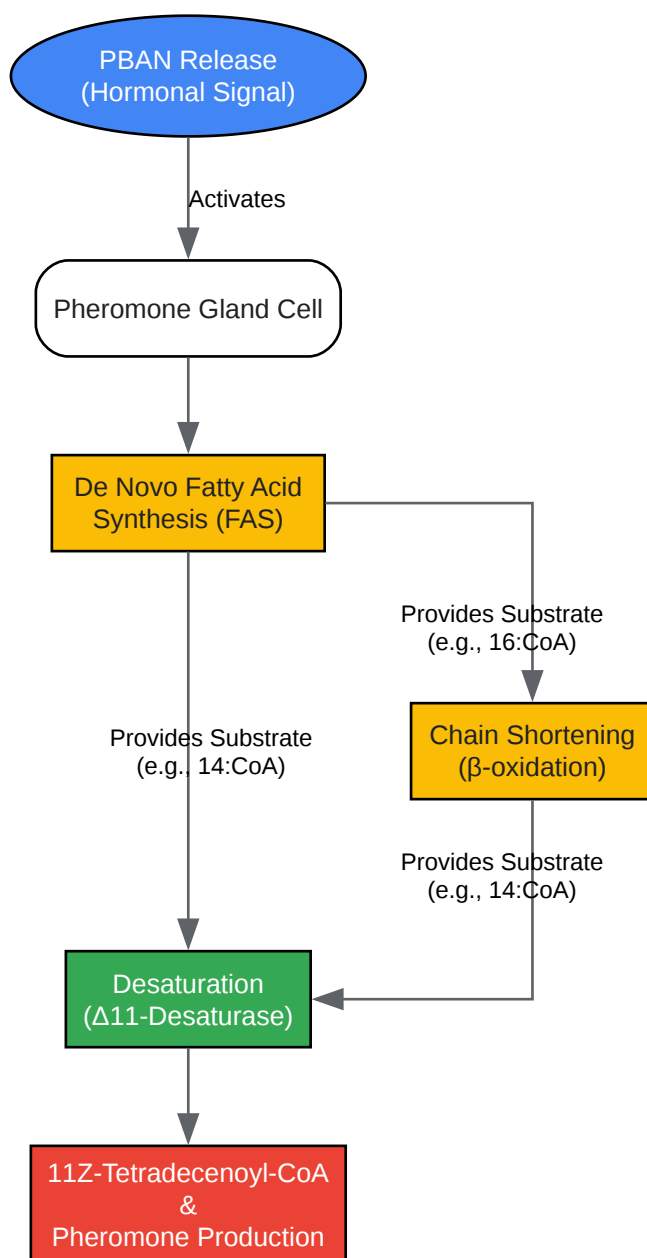 PBAN Release
(Hormonal Signal)
Activates
Pheromone Gland Cell
De Novo Fatty Acid
Synthesis (FAS)
Provides Substrate
(e.g., 16:CoA)
Provides Substrate
(e.g., 14:CoA)
Chain Shortening
(β-oxidation)
Provides Substrate
(e.g., 14:CoA)
Desaturation
(Δ11-Desaturase)
11Z-Tetradecenoyl-CoA
&
Pheromone Production